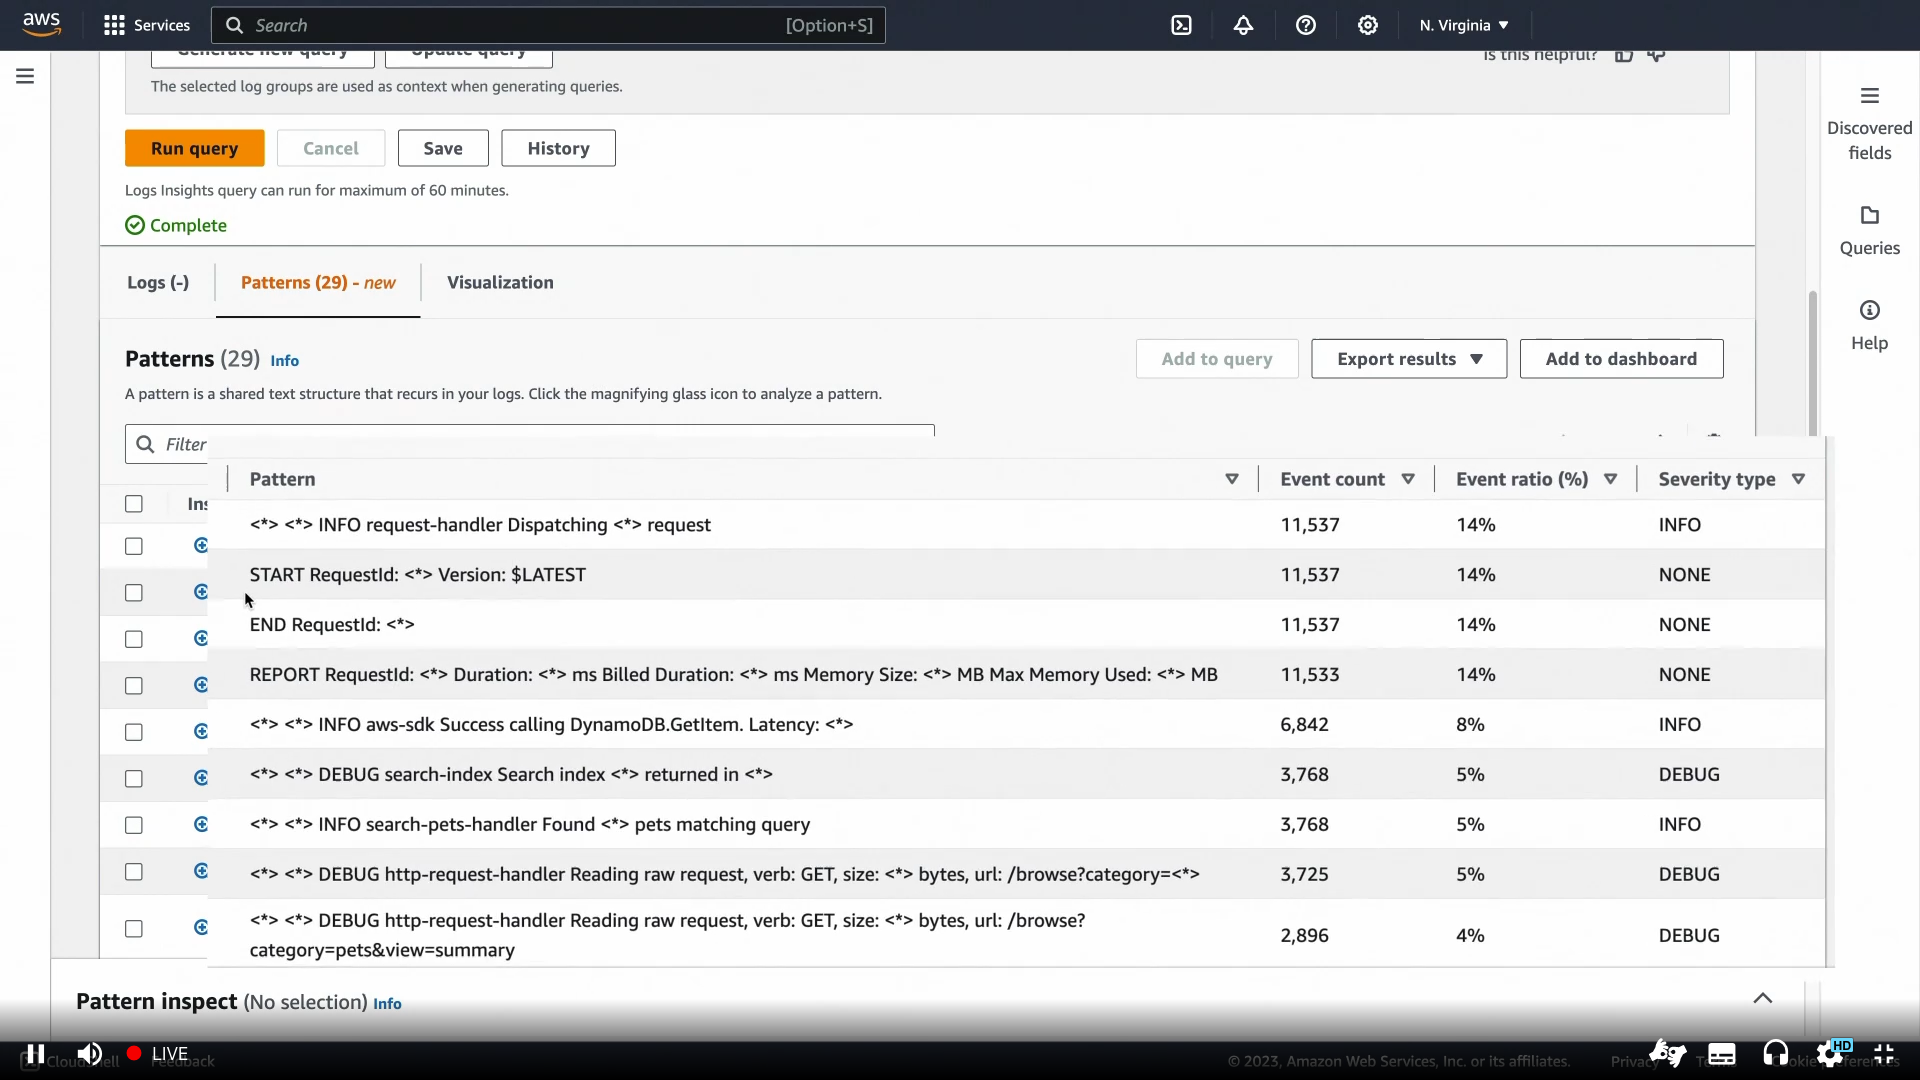 aws
Services
Search [Option+S]
N. Virginia
Generate new query Update query
Is this helpful?
The selected log groups are used as context when generating queries.
Run query Cancel Save History
Logs Insights query can run for maximum of 60 minutes.
Complete
Logs (-) Patterns (29) - new Visualization
Patterns (29) Info
Add to query Export results Add to dashboard
A pattern is a shared text structure that recurs in your logs. Click the magnifying glass icon to analyze a pattern.
Filter
Ins
Pattern Event count Event ratio (%) Severity type
<*> <*> INFO request-handler Dispatching <*> request 11,537 14% INFO
START RequestId: <*> Version: $LATEST 11,537 14% NONE
END RequestId: <*> 11,537 14% NONE
REPORT RequestId: <*> Duration: <*> ms Billed Duration: <*> ms Memory Size: <*> MB Max Memory Used: <*> MB 11,533 14% NONE
<*> <*> INFO aws-sdk Success calling DynamoDB.GetItem. Latency: <*> 6,842 8% INFO
<*> <*> DEBUG search-index Search index <*> returned in <*> 3,768 5% DEBUG
<*> <*> INFO search-pets-handler Found <*> pets matching query 3,768 5% INFO
<*> <*> DEBUG http-request-handler Reading raw request, verb: GET, size: <*> bytes, url: /browse?category=<*> 3,725 5% DEBUG
<*> <*> DEBUG http-request-handler Reading raw request, verb: GET, size: <*> bytes, url: /browse?
category=pets&view=summary 2,896 4% DEBUG
Discovered
fields
Queries
Help
Pattern inspect (No selection) Info
LIVE
HD
Feedback
© 2023, Amazon Web Services, Inc. or its affiliates.